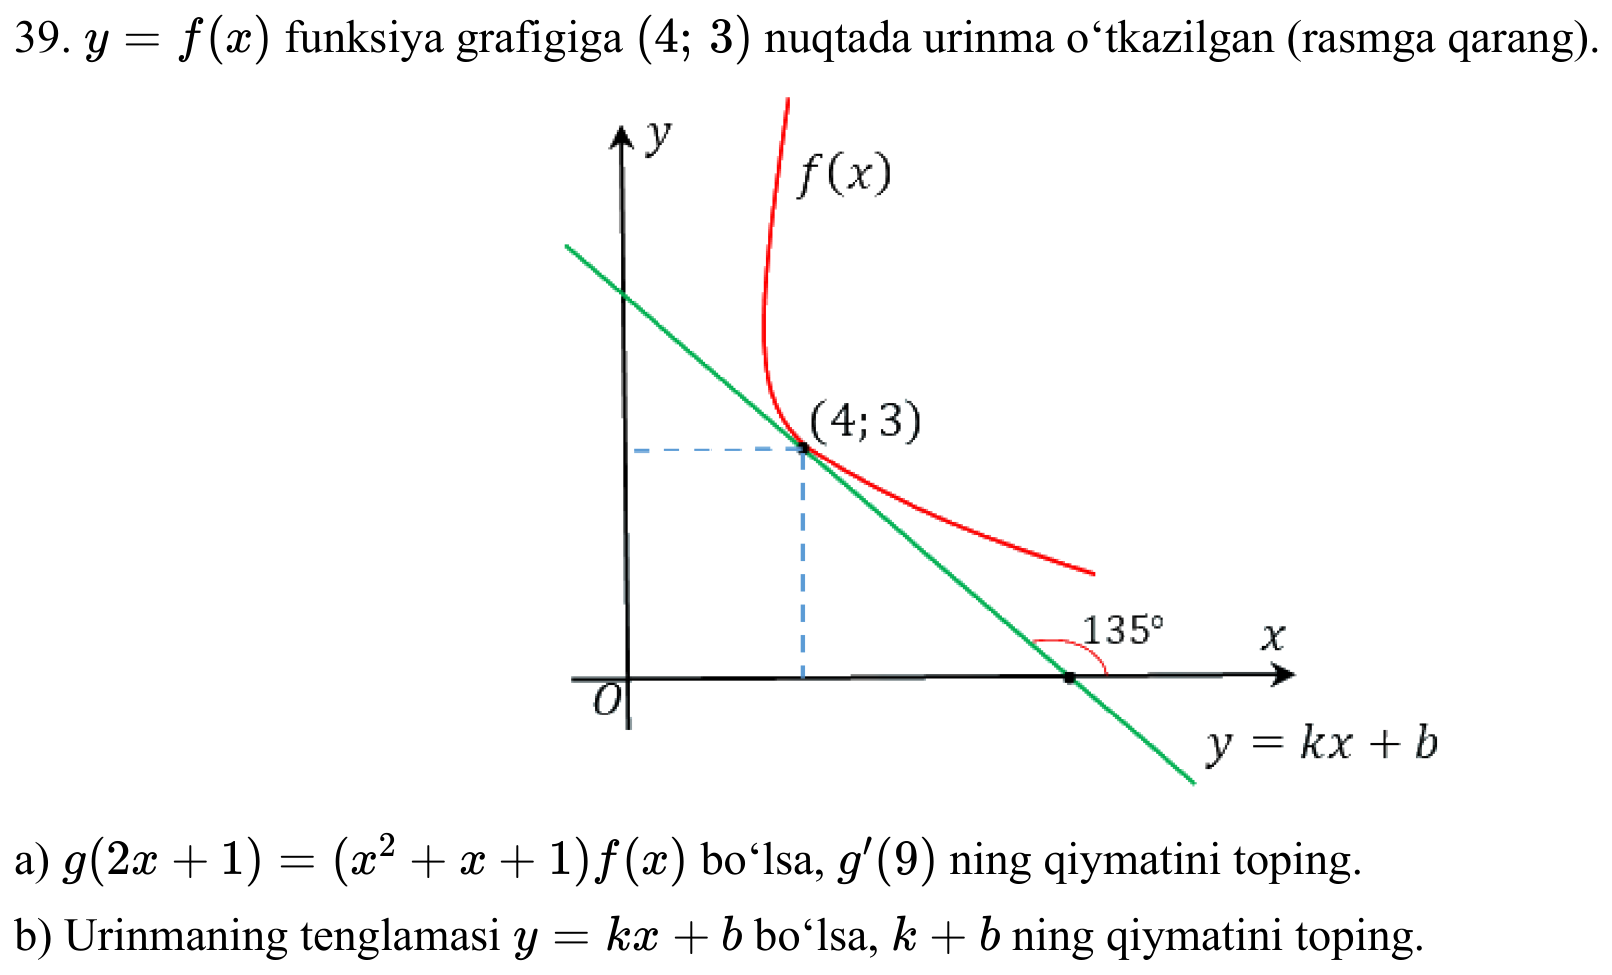 39. y = f(x) funksiya grafigiga (4; 3) nuqtada urinma o‘tkazilgan (rasmga qarang).
y
f(x)
(4; 3)
135°
x
O
y = kx + b
a) g(2x + 1) = (x² + x + 1)f(x) bo‘lsa, g′(9) ning qiymatini toping.
b) Urinmaning tenglamasi y = kx + b bo‘lsa, k + b ning qiymatini toping.